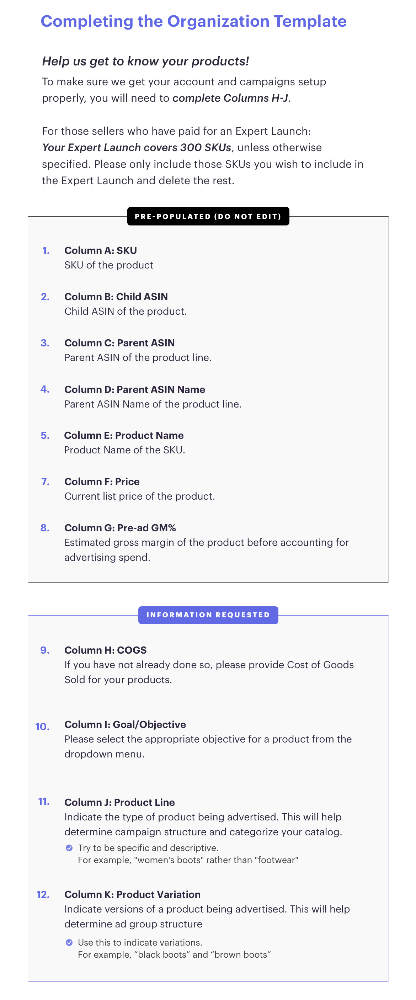 Completing the Organization Template
Help us get to know your products!
To make sure we get your account and campaigns setup
properly, you will need to complete Columns H-J.
For those sellers who have paid for an Expert Launch:
Your Expert Launch covers 300 SKUs, unless otherwise
specified. Please only include those SKUs you wish to include in
the Expert Launch and delete the rest.
PRE-POPULATED (DO NOT EDIT)
1. Column A: SKU
SKU of the product
2. Column B: Child ASIN
Child ASIN of the product.
3. Column C: Parent ASIN
Parent ASIN of the product line.
4. Column D: Parent ASIN Name
Parent ASIN Name of the product line.
5. Column E: Product Name
Product Name of the SKU.
7. Column F: Price
Current list price of the product.
8. Column G: Pre-ad GM%
Estimated gross margin of the product before accounting for
advertising spend.
INFORMATION REQUESTED
9. Column H: COGS
If you have not already done so, please provide Cost of Goods
Sold for your products.
10. Column I: Goal/Objective
Please select the appropriate objective for a product from the
dropdown menu.
11. Column J: Product Line
Indicate the type of product being advertised. This will help
determine campaign structure and categorize your catalog.
Try to be specific and descriptive.
For example, "women's boots" rather than "footwear"
12. Column K: Product Variation
Indicate versions of a product being advertised. This will help
determine ad group structure
Use this to indicate variations.
For example, “black boots” and “brown boots”